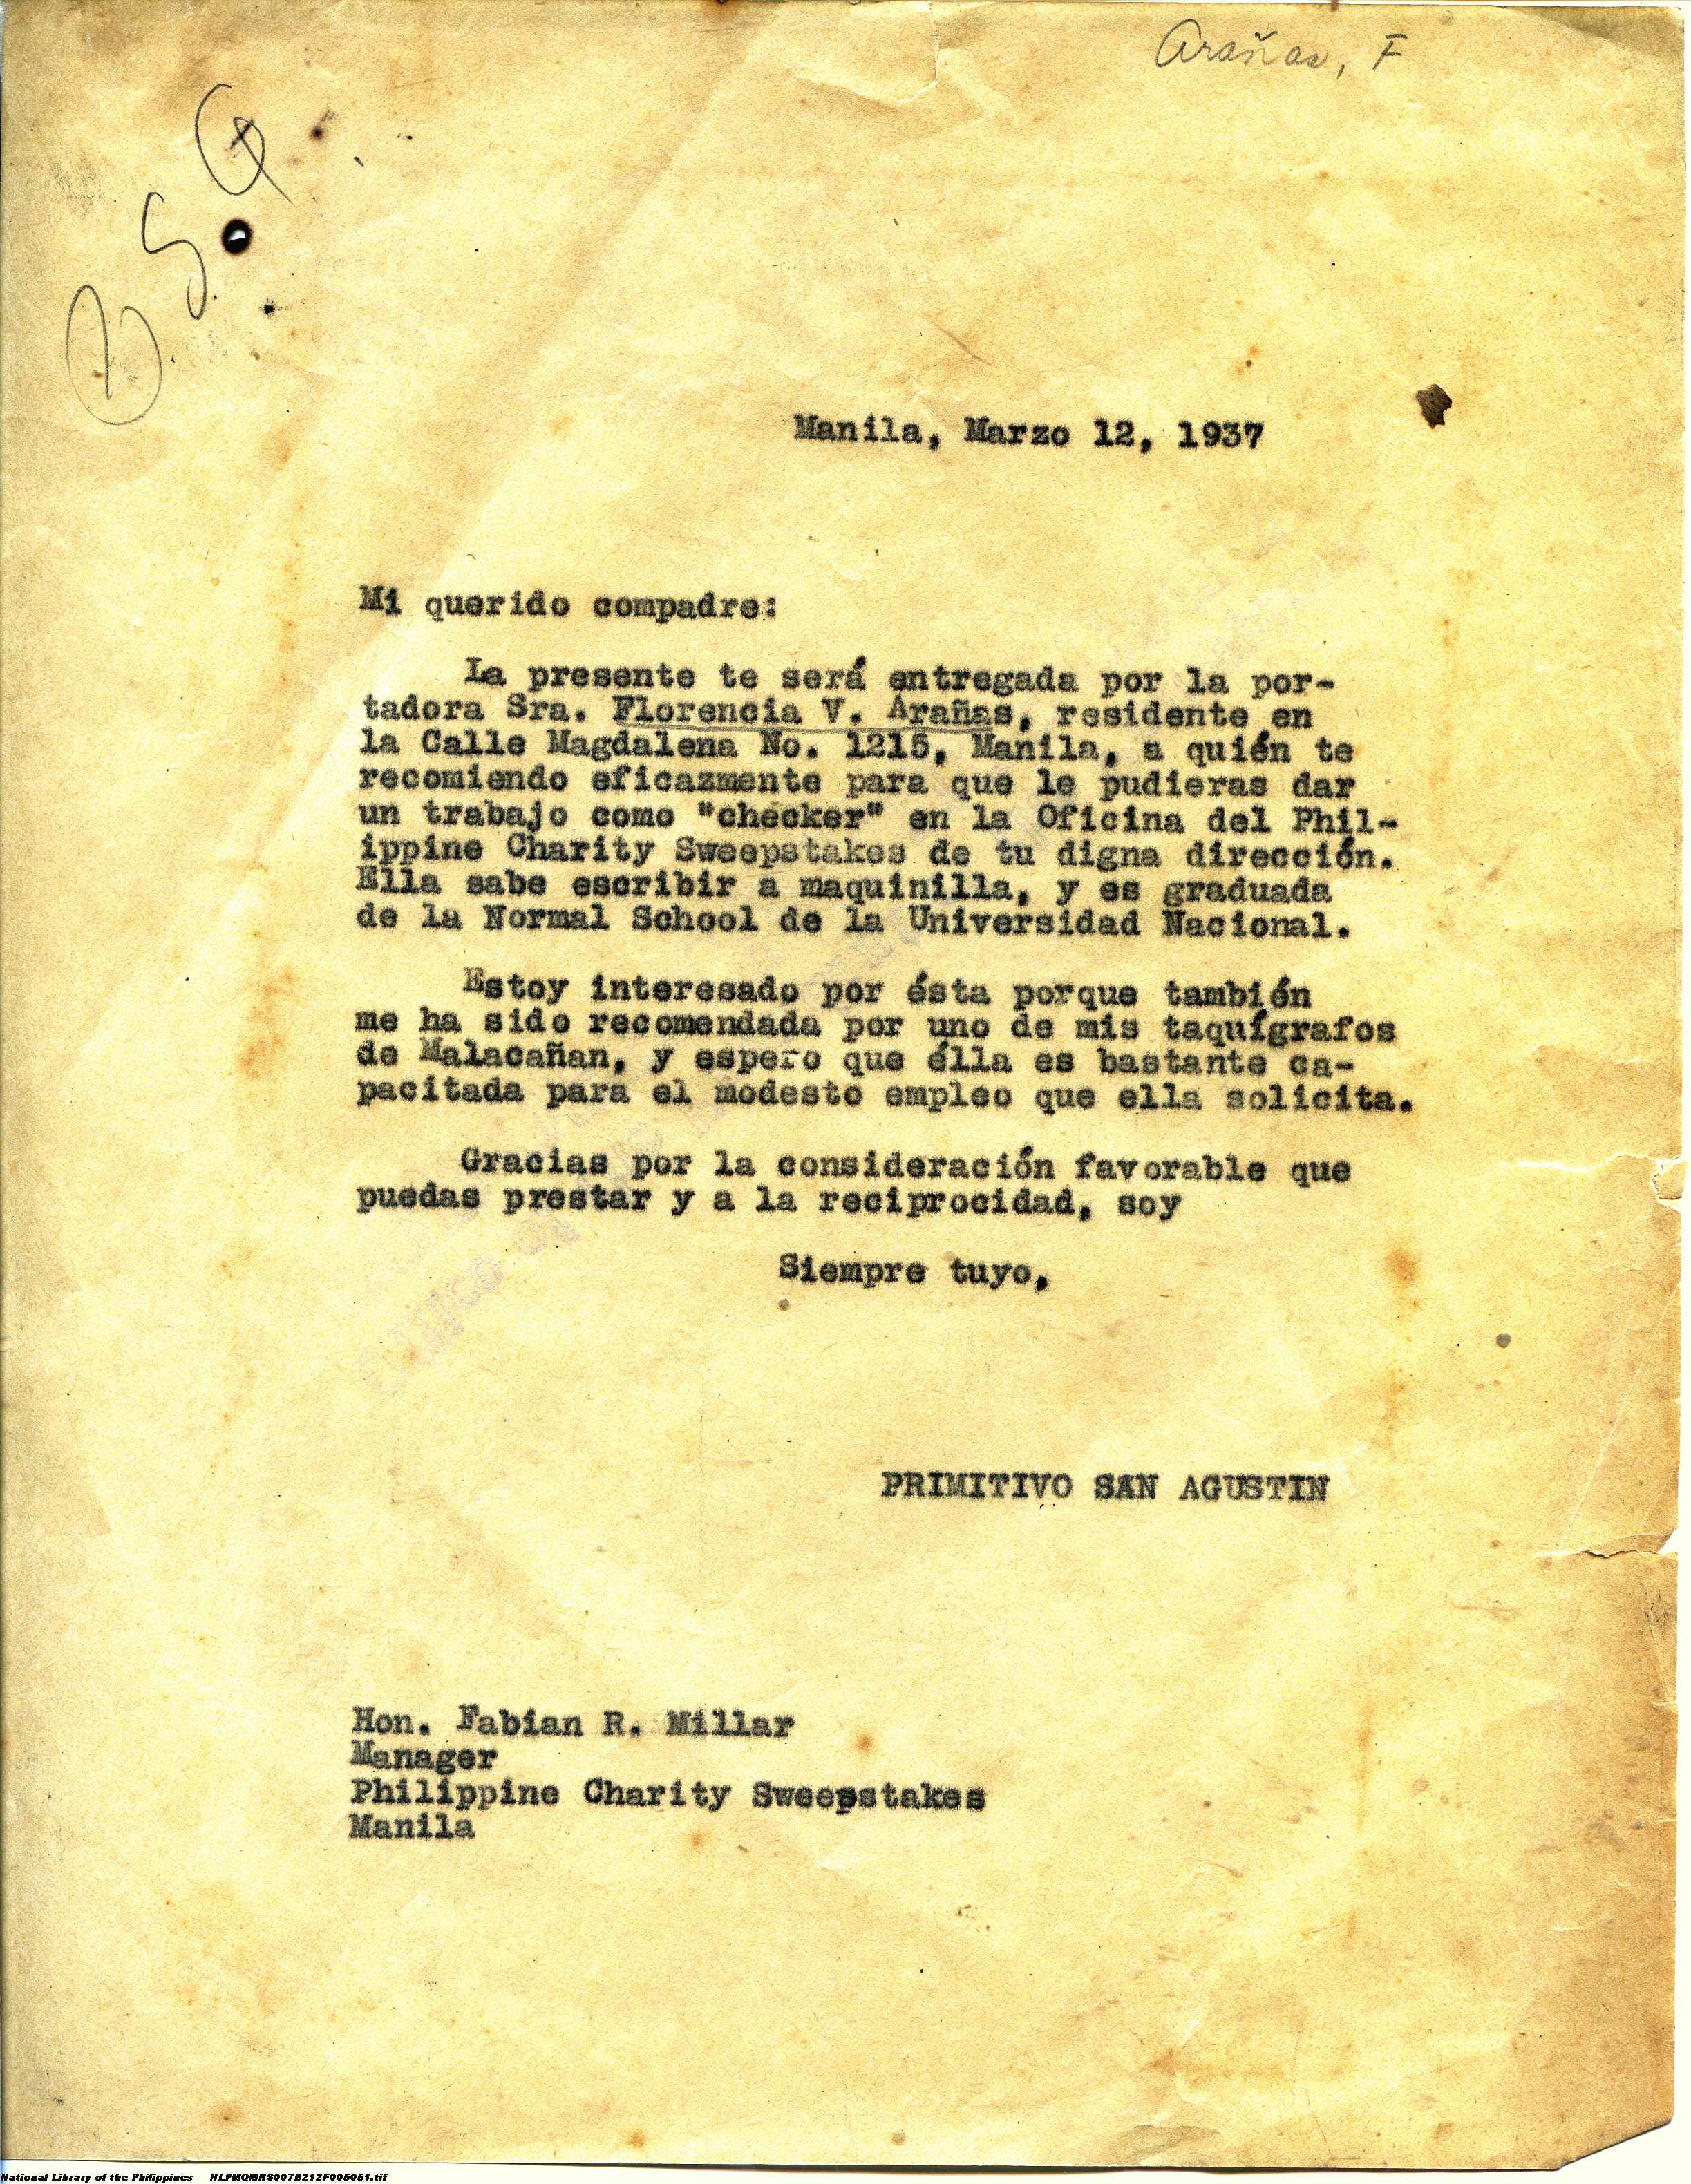 Arañas, F
Manila, Marzo 12, 1937
Mi querido compadre:
La presente te será entregada por la por-
tadora Sra. Florencia V. Arañas, residente en
la Calle Magdalena No. 1215, Manila, a quién te
recomiendo eficazmente para que le pudieras dar
un trabajo como "checker" en la Oficina del Phil-
ippine Charity Sweepstakes de tu digna dirección.
Ella sabe escribir a maquinilla, y es graduada
de la Normal School de la Universidad Nacional.
Estoy interesado por ésta porque también
me ha sido recomendada por uno de mis taquígrafos
de Malacañan, y espero que élla es bastante ca-
pacitada para el modesto empleo que ella solicita.
Gracias por la consideración favorable que
puedas prestar y a la reciprocidad, soy
Siempre tuyo,
PRIMITIVO SAN AGUSTIN
Hon. Fabian R. Millar
Manager
Philippine Charity Sweepstakes
Manila
National Library of the Philippines NLPMQMNS007B212F005051.tif